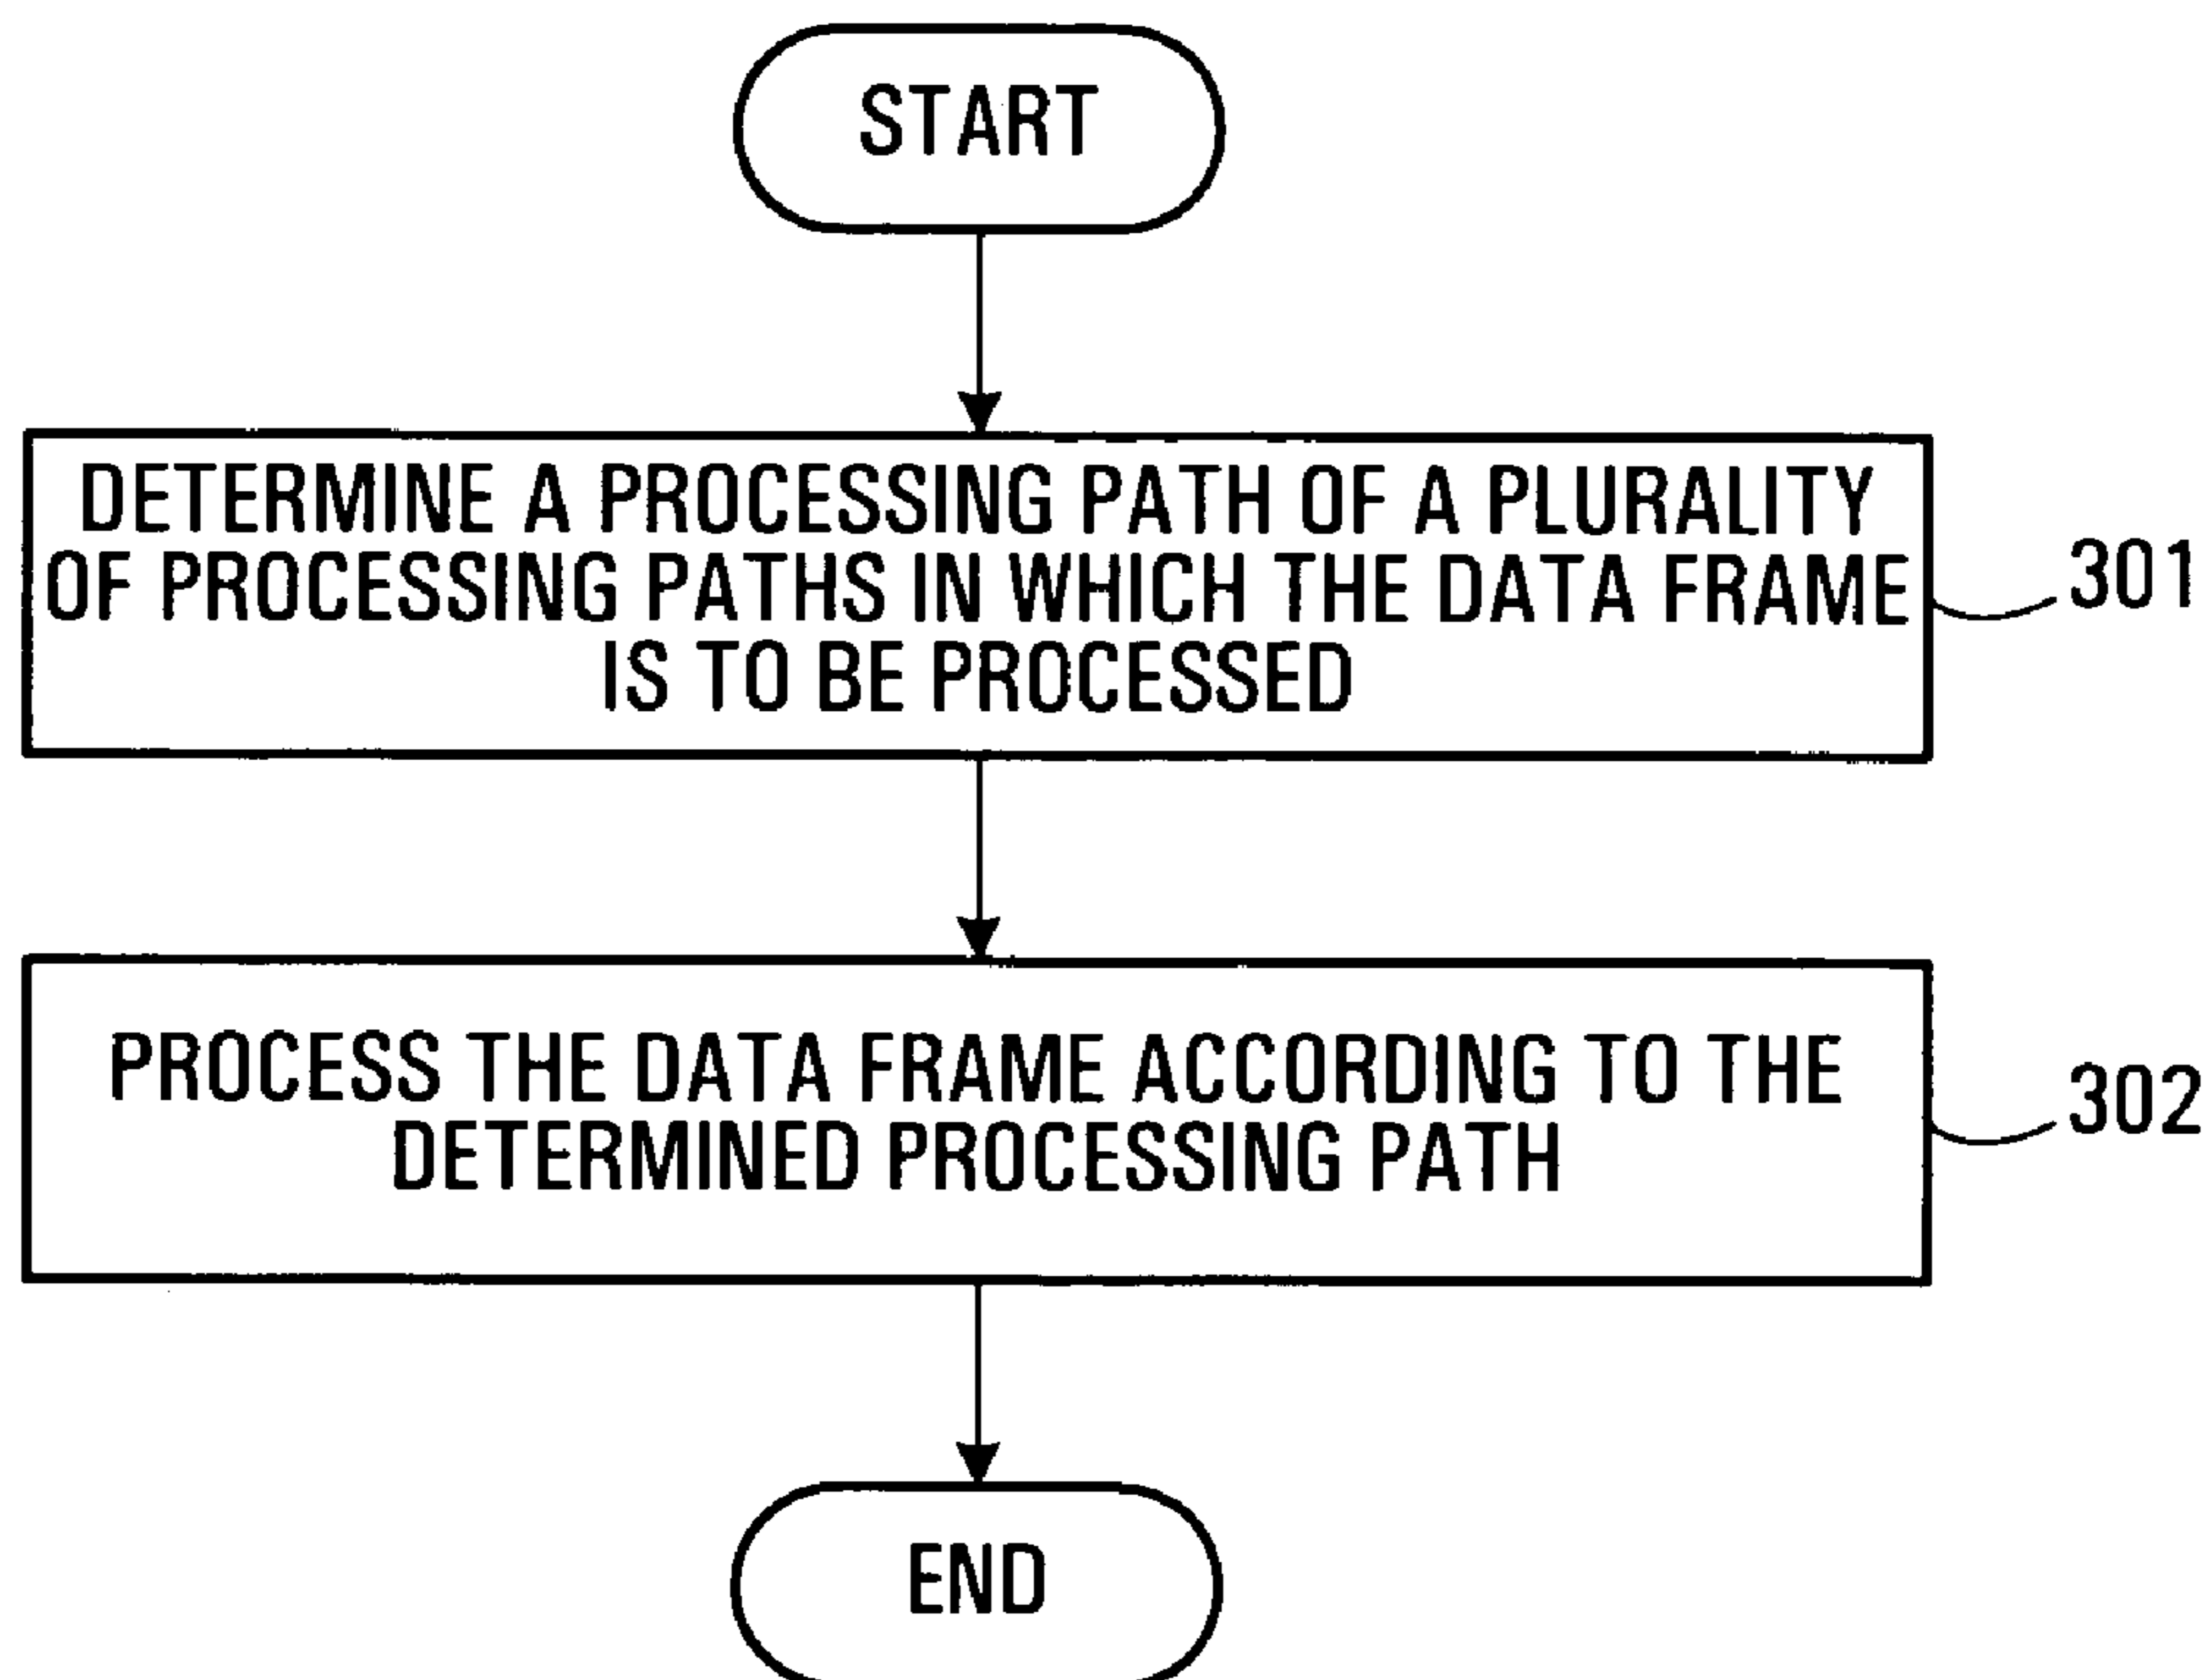 START
DETERMINE A PROCESSING PATH OF A PLURALITY
OF PROCESSING PATHS IN WHICH THE DATA FRAME
IS TO BE PROCESSED
301
PROCESS THE DATA FRAME ACCORDING TO THE
DETERMINED PROCESSING PATH
302
END